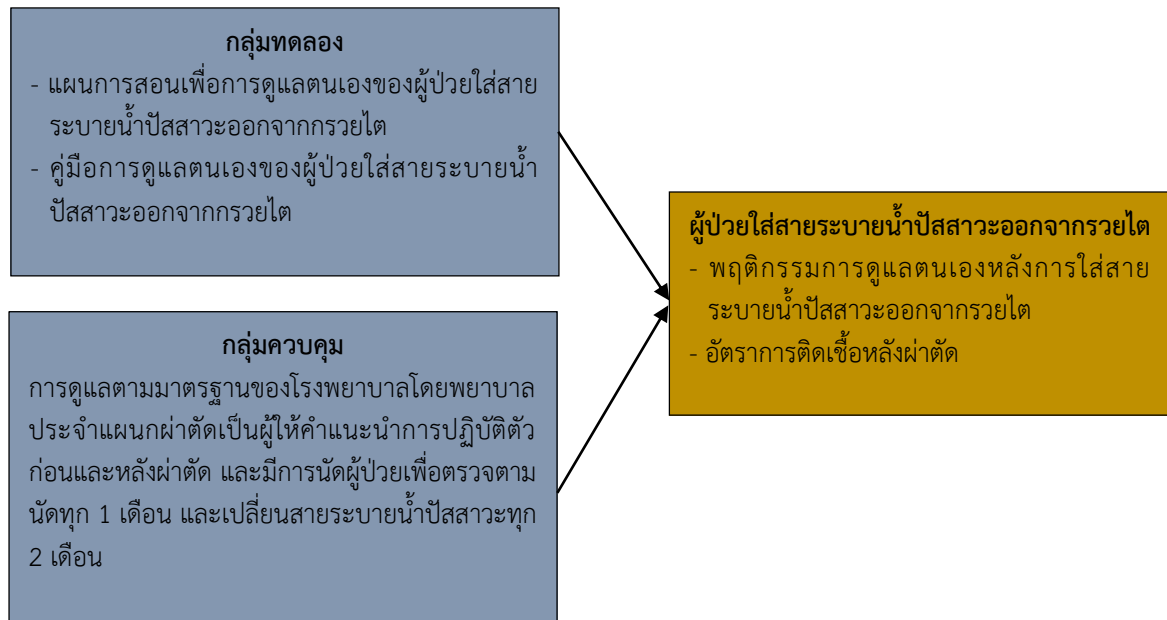 กลุ่มทดลอง
- แผนการสอนเพื่อการดูแลตนเองของผู้ป่วยใส่สาย
ระบายน้ำปัสสาวะออกจากกรวยไต
- คู่มือการดูแลตนเองของผู้ป่วยใส่สายระบายน้ำ
ปัสสาวะออกจากกรวยไต
กลุ่มควบคุม
การดูแลตามมาตรฐานของโรงพยาบาลโดยพยาบาล
ประจำแผนกผ่าตัดเป็นผู้ให้คำแนะนำการปฏิบัติตัว
ก่อนและหลังผ่าตัด และมีการนัดผู้ป่วยเพื่อตรวจตาม
นัดทุก 1 เดือน และเปลี่ยนสายระบายน้ำปัสสาวะทุก
2 เดือน
ผู้ป่วยใส่สายระบายน้ำปัสสาวะออกจากรวยไต
- พฤติกรรมการดูแลตนเองหลังการใส่สาย
ระบายน้ำปัสสาวะออกจากรวยไต
- อัตราการติดเชื้อหลังผ่าตัด